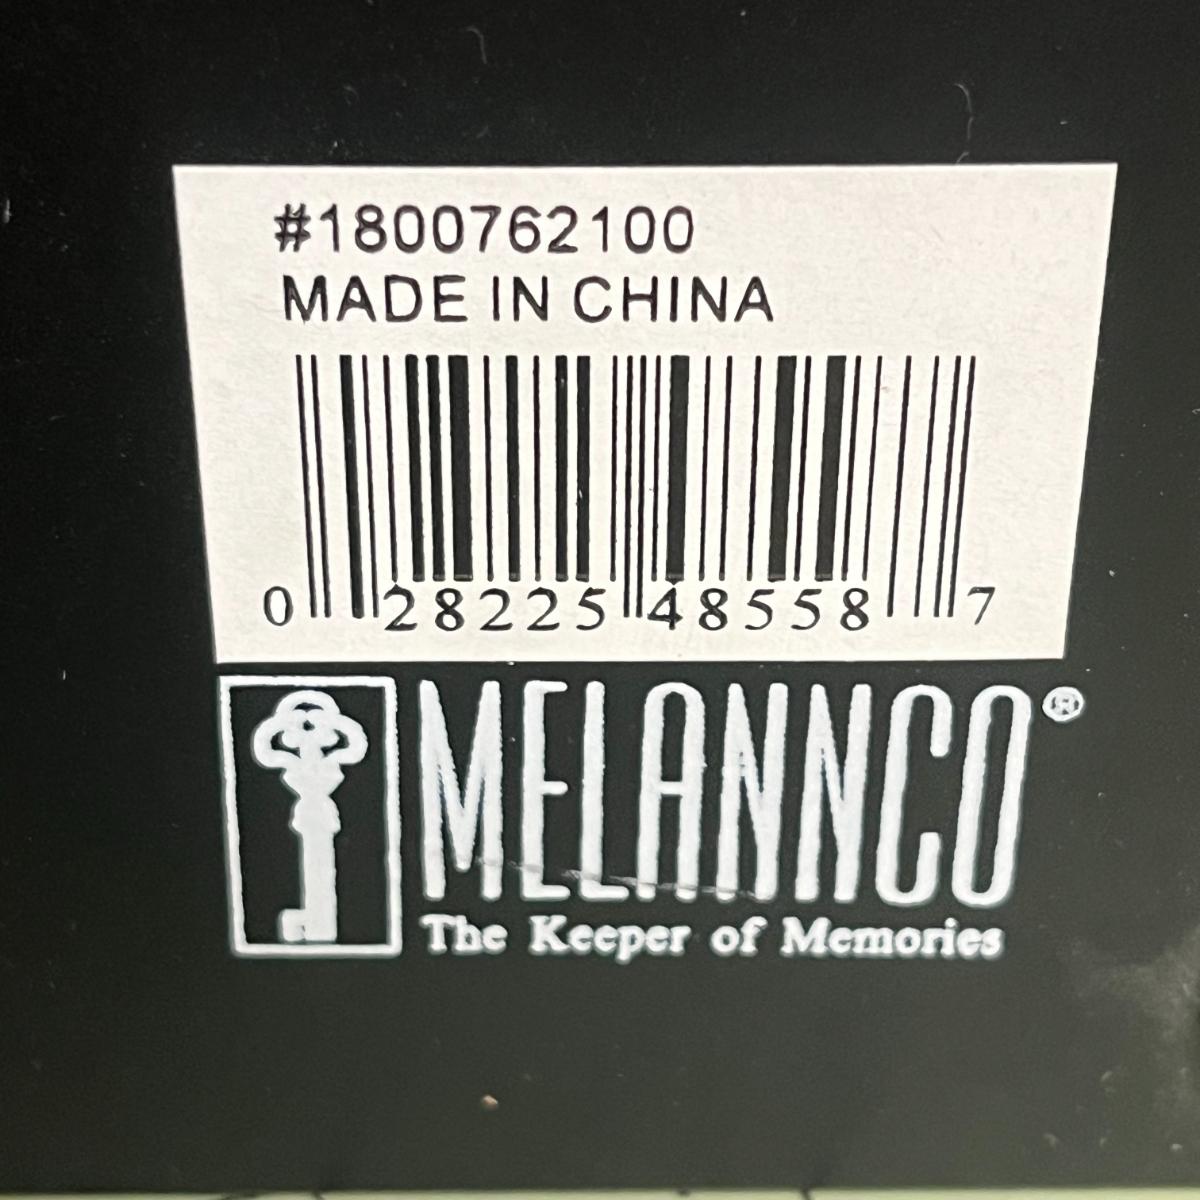 #1800762100
MADE IN CHINA
0 28225 48558 7
MELANNCO®
The Keeper of Memories